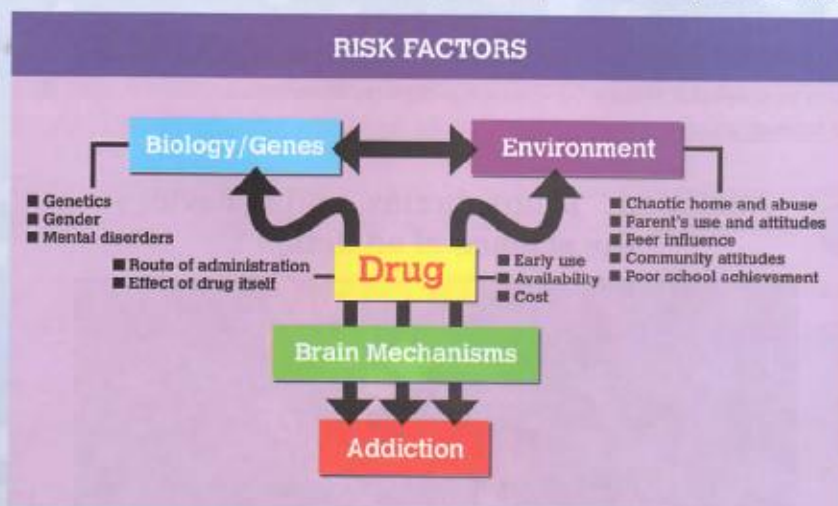 RISK FACTORS
Biology/Genes
Environment
■ Genetics
■ Gender
■ Mental disorders
■ Chaotic home and abuse
■ Parent's use and attitudes
■ Peer influence
■ Community attitudes
■ Poor school achievement
■ Route of administration
■ Effect of drug itself
Drug
■ Early use
■ Availability
■ Cost
Brain Mechanisms
Addiction